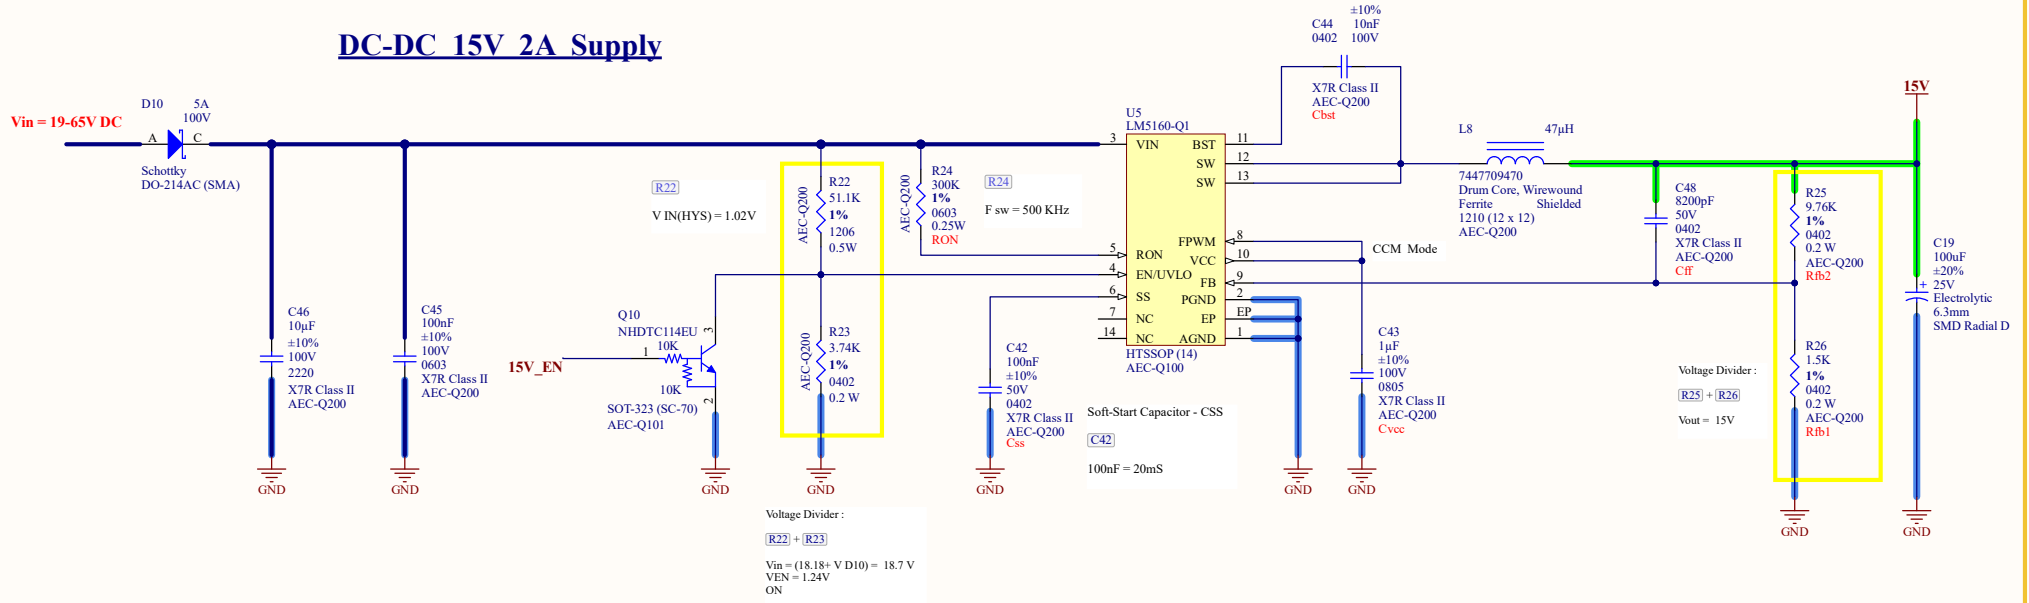 DC-DC 15V 2A Supply
Vin = 19-65V DC
D10 5A
100V
A C
Schottky
DO-214AC (SMA)
C46
10µF
±10%
100V
2220
X7R Class II
AEC-Q200
GND
C45
100nF
±10%
100V
0603
X7R Class II
AEC-Q200
GND
15V_EN
Q10
NHDTC114EU
10K
10K
1
3
2
SOT-323 (SC-70)
AEC-Q101
GND
R22
V IN(HYS) = 1.02V
AEC-Q200
R22
51.1K
1%
1206
0.5W
AEC-Q200
R23
3.74K
1%
0402
0.2 W
GND
Voltage Divider :
R22 + R23
Vin = (18.18+ V D10) = 18.7 V
VEN = 1.24V
ON
AEC-Q200
R24
300K
1%
0603
0.25W
RON
R24
F sw = 500 KHz
C42
100nF
±10%
50V
0402
X7R Class II
AEC-Q200
Css
GND
Soft-Start Capacitor - CSS
C42
100nF = 20mS
U5
LM5160-Q1
3 VIN BST 11
SW 12
SW 13
FPWM 8
5 RON VCC 10
4 EN/UVLO FB 9
6 SS PGND 2
7 NC EP EP
14 NC AGND 1
HTSSOP (14)
AEC-Q100
GND
±10%
C44 10nF
0402 100V
X7R Class II
AEC-Q200
Cbst
CCM Mode
C43
1µF
±10%
100V
0805
X7R Class II
AEC-Q200
Cvcc
GND
L8 47µH
7447709470
Drum Core, Wirewound
Ferrite Shielded
1210 (12 x 12)
AEC-Q200
C48
8200pF
50V
0402
X7R Class II
AEC-Q200
Cff
R25
9.76K
1%
0402
0.2 W
AEC-Q200
Rfb2
R26
1.5K
1%
0402
0.2 W
AEC-Q200
Rfb1
GND
Voltage Divider :
R25 + R26
Vout = 15V
15V
C19
100uF
±20%
25V
+
Electrolytic
6.3mm
SMD Radial D
GND